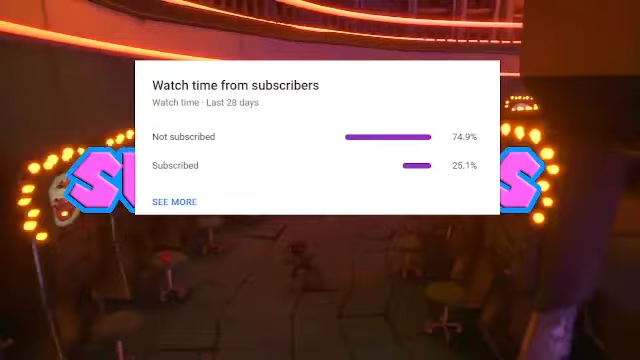 Watch time from subscribers
Watch time · Last 28 days
Not subscribed 74.9%
Subscribed 25.1%
SEE MORE